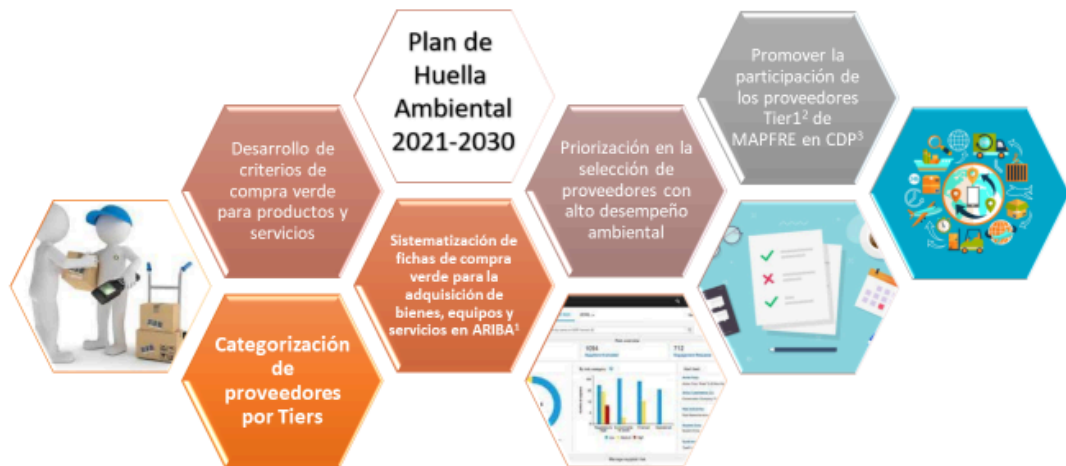 Plan de
Huella
Ambiental
2021-2030
Promover la
participación de
los proveedores
Tier1² de
MAPFRE en CDP³
Desarrollo de
criterios de
compra verde
para productos y
servicios
Priorización en la
selección de
proveedores con
alto desempeño
ambiental
Sistematización de
fichas de compra
verde para la
adquisición de
bienes, equipos y
servicios en ARIBA¹
Categorización
de
proveedores
por Tiers